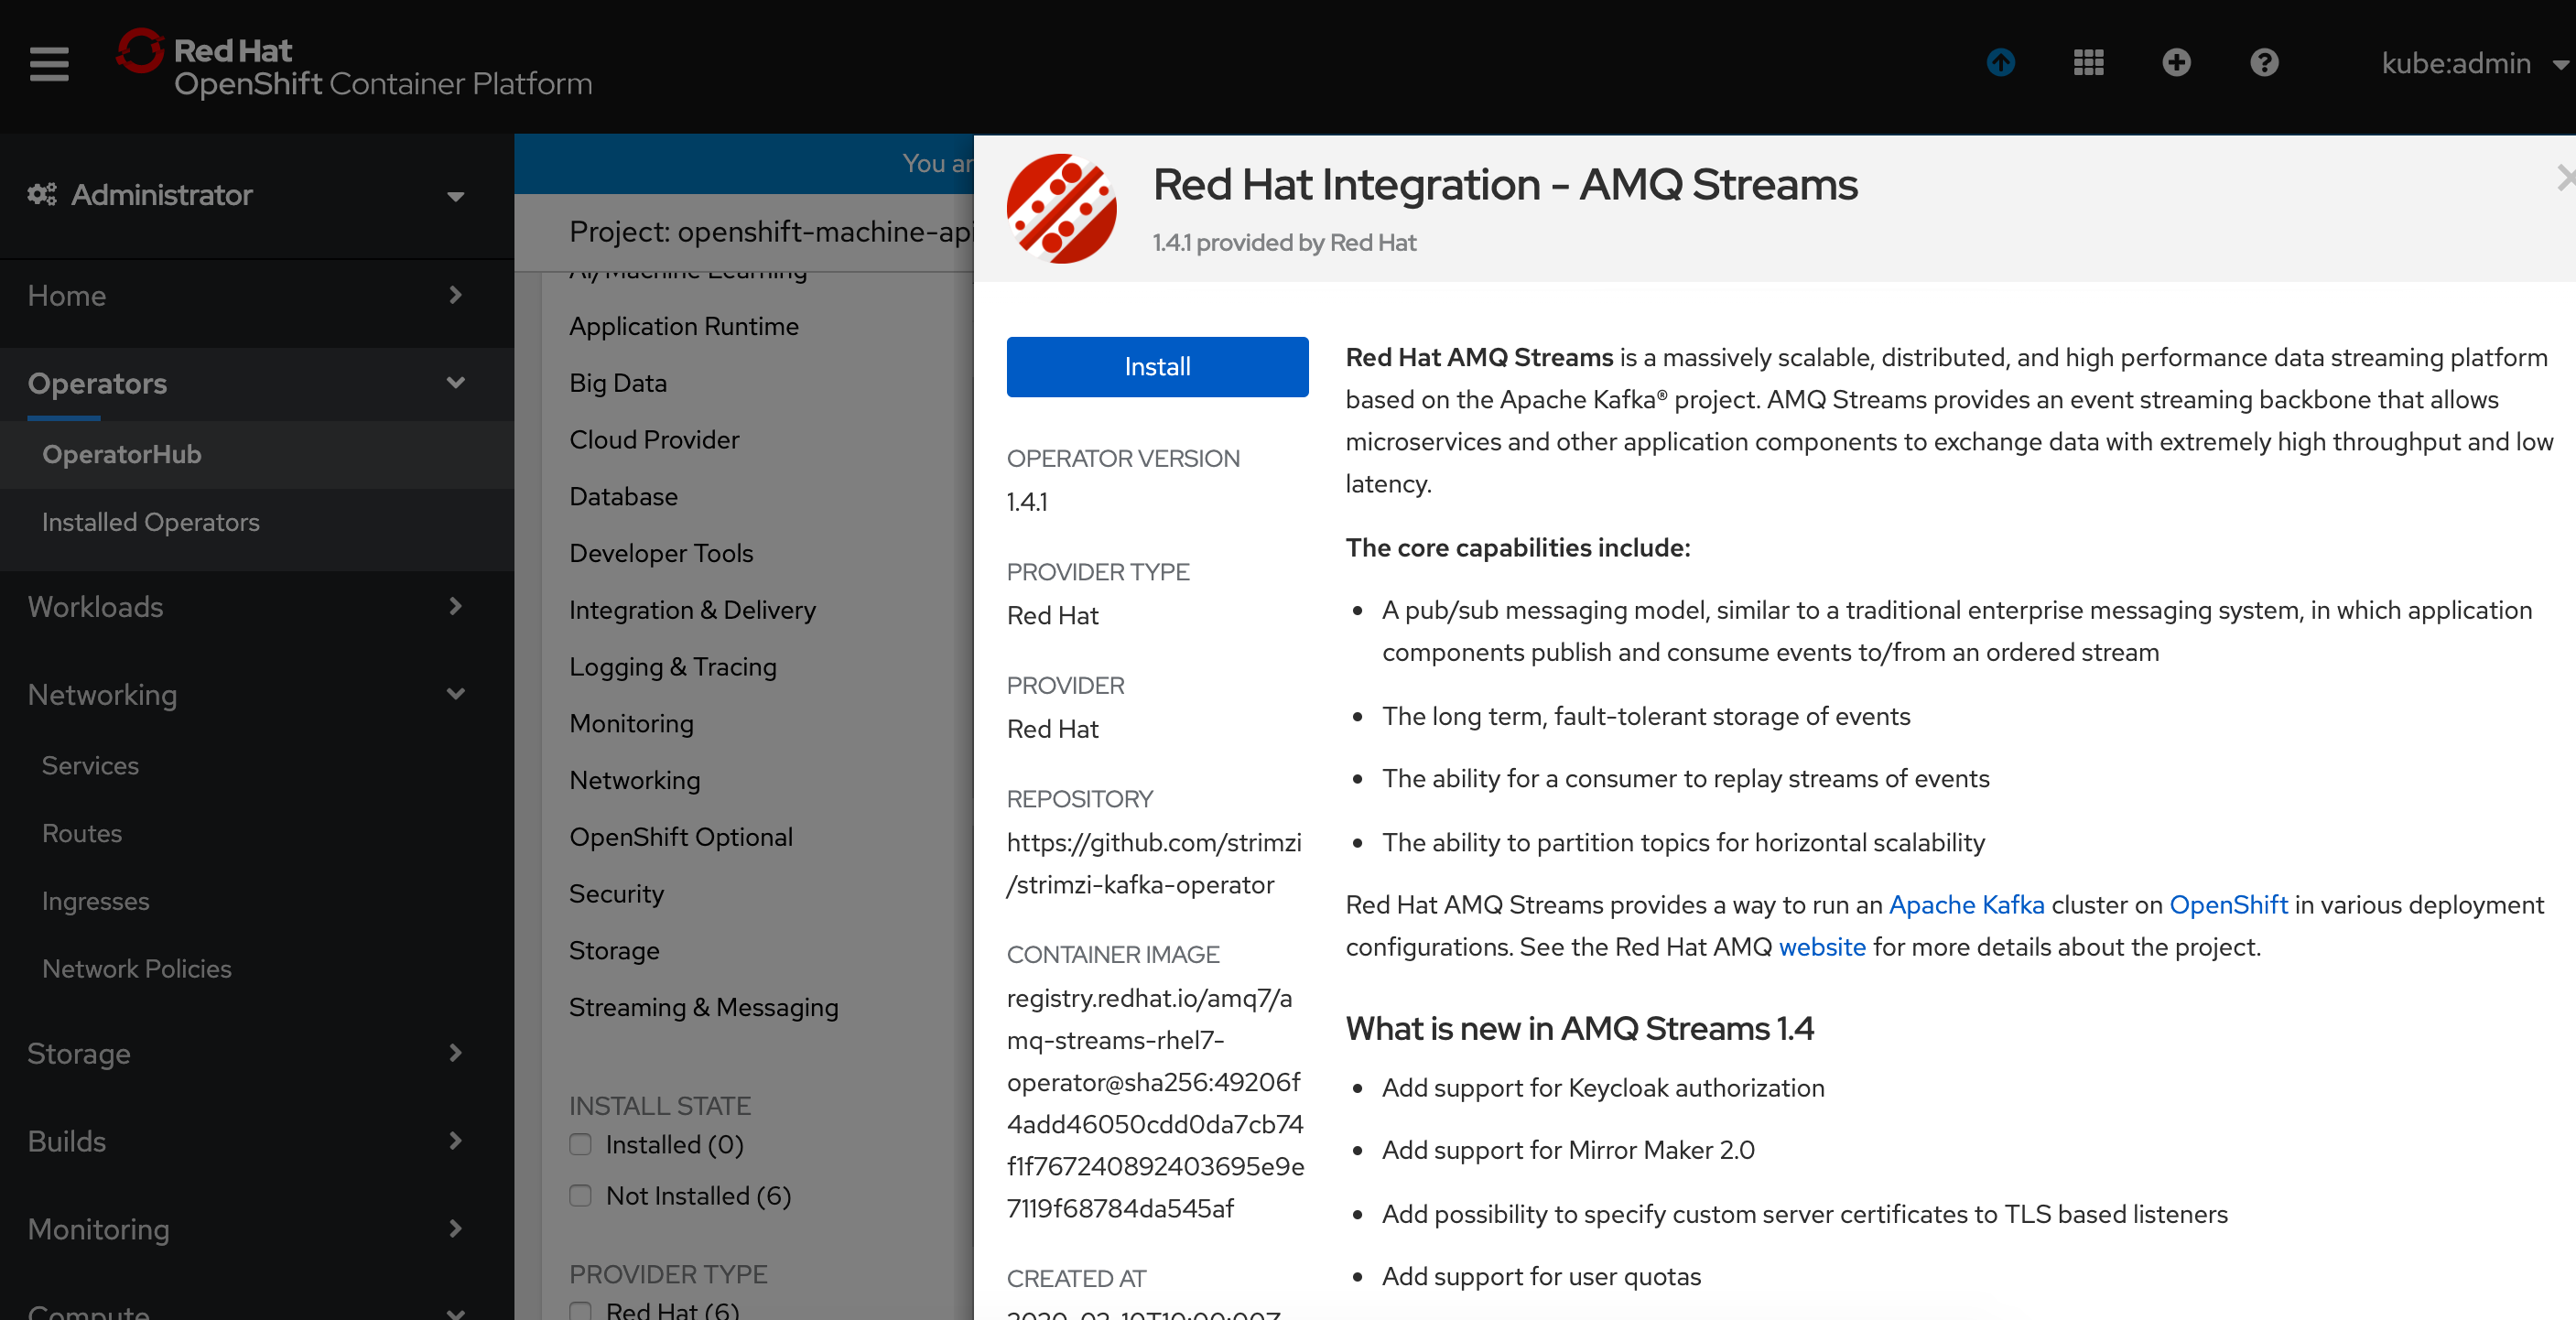 Red Hat
OpenShift Container Platform
kube:admin
Administrator
Home
Operators
OperatorHub
Installed Operators
Workloads
Networking
Services
Routes
Ingresses
Network Policies
Storage
Builds
Monitoring
Compute
You ar
Project: openshift-machine-api
AI/Machine Learning
Application Runtime
Big Data
Cloud Provider
Database
Developer Tools
Integration & Delivery
Logging & Tracing
Monitoring
Networking
OpenShift Optional
Security
Storage
Streaming & Messaging
INSTALL STATE
Installed (0)
Not Installed (6)
PROVIDER TYPE
Red Hat (6)
Red Hat Integration - AMQ Streams
1.4.1 provided by Red Hat
Install
OPERATOR VERSION
1.4.1
PROVIDER TYPE
Red Hat
PROVIDER
Red Hat
REPOSITORY
https://github.com/strimzi
/strimzi-kafka-operator
CONTAINER IMAGE
registry.redhat.io/amq7/a
mq-streams-rhel7-
operator@sha256:49206f
4add46050cdd0da7cb74
f1f767240892403695e9e
7119f68784da545af
CREATED AT
Red Hat AMQ Streams is a massively scalable, distributed, and high performance data streaming platform
based on the Apache Kafka® project. AMQ Streams provides an event streaming backbone that allows
microservices and other application components to exchange data with extremely high throughput and low
latency.
The core capabilities include:
• A pub/sub messaging model, similar to a traditional enterprise messaging system, in which application
components publish and consume events to/from an ordered stream
• The long term, fault-tolerant storage of events
• The ability for a consumer to replay streams of events
• The ability to partition topics for horizontal scalability
Red Hat AMQ Streams provides a way to run an Apache Kafka cluster on OpenShift in various deployment
configurations. See the Red Hat AMQ website for more details about the project.
What is new in AMQ Streams 1.4
• Add support for Keycloak authorization
• Add support for Mirror Maker 2.0
• Add possibility to specify custom server certificates to TLS based listeners
• Add support for user quotas